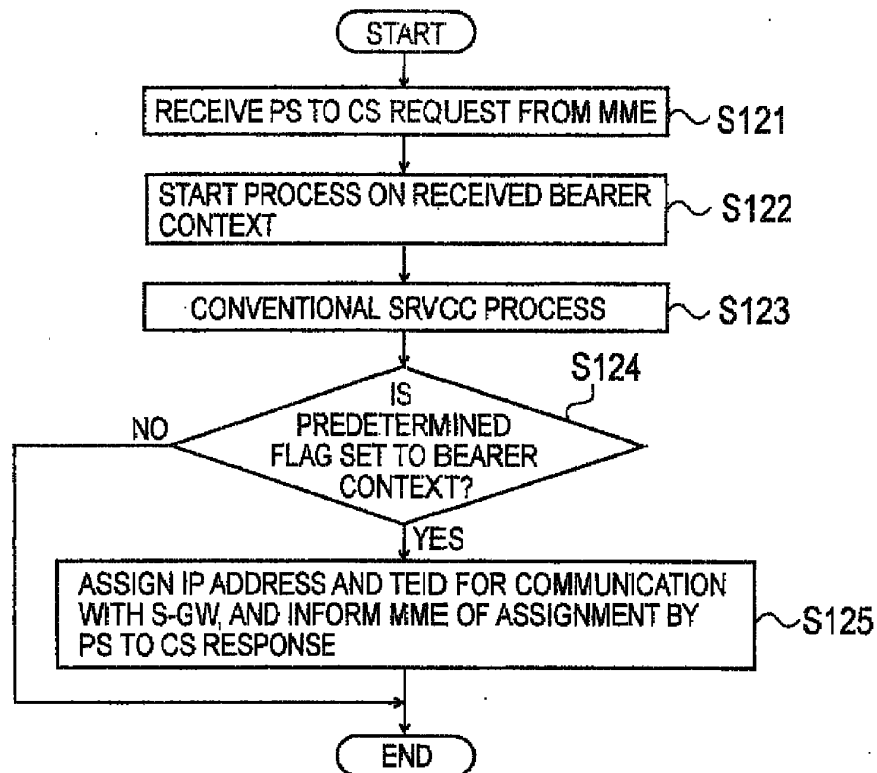 START
RECEIVE PS TO CS REQUEST FROM MME
S121
START PROCESS ON RECEIVED BEARER
CONTEXT
S122
CONVENTIONAL SRVCC PROCESS
S123
S124
IS
PREDETERMINED
FLAG SET TO BEARER
CONTEXT?
NO
YES
ASSIGN IP ADDRESS AND TEID FOR COMMUNICATION
WITH S-GW, AND INFORM MME OF ASSIGNMENT BY
PS TO CS RESPONSE
S125
END